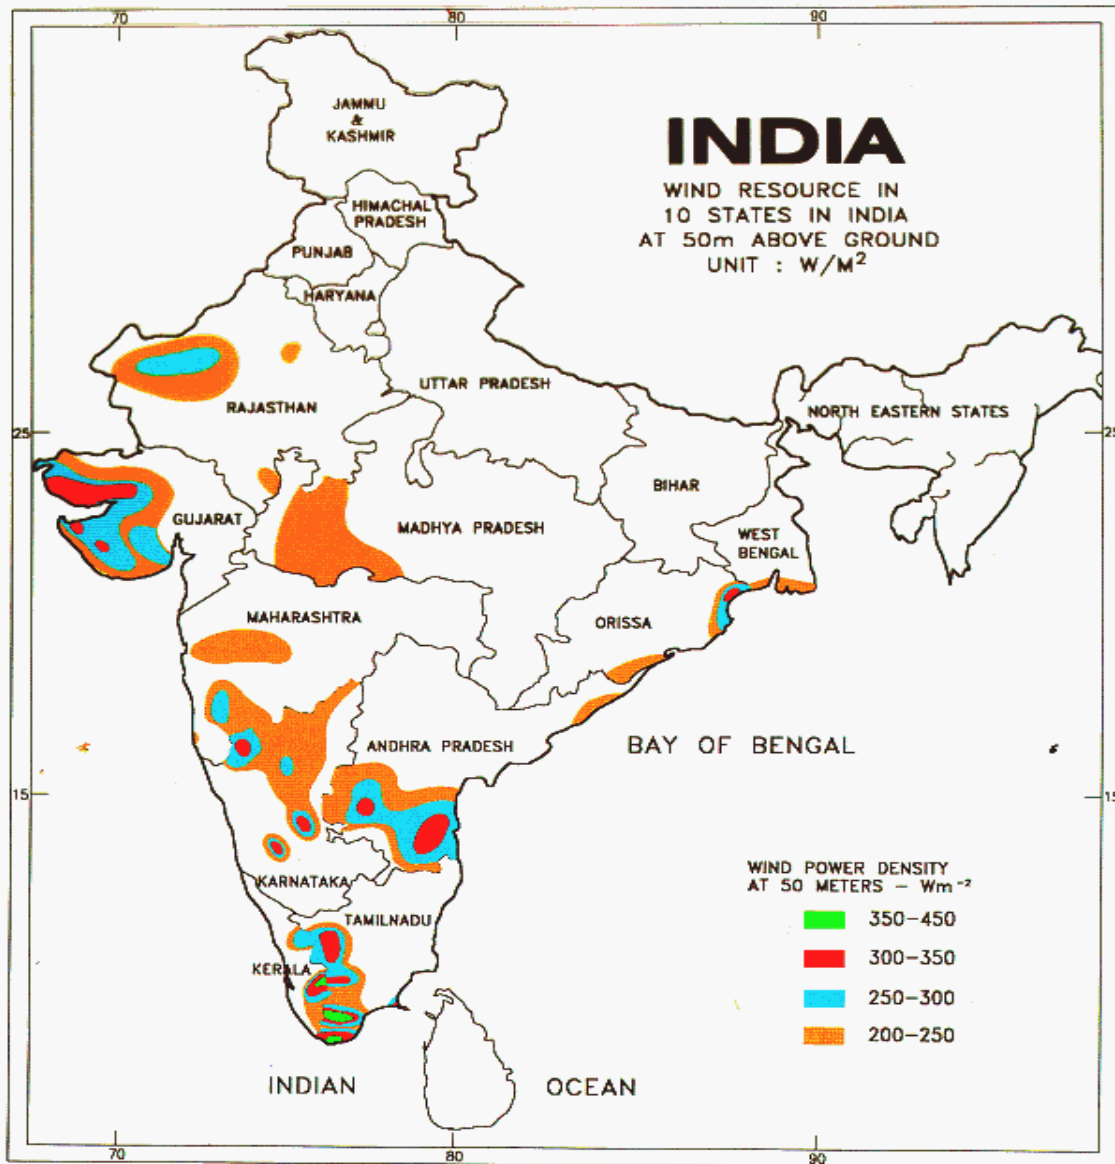 70 80 90
JAMMU
&
KASHMIR
INDIA
WIND RESOURCE IN
10 STATES IN INDIA
AT 50m ABOVE GROUND
UNIT : W/M²
HIMACHAL
PRADESH
PUNJAB
HARYANA
UTTAR PRADESH
RAJASTHAN
NORTH EASTERN STATES
25 25
BIHAR
GUJARAT
MADHYA PRADESH
WEST
BENGAL
MAHARASHTRA
ORISSA
ANDHRA PRADESH
BAY OF BENGAL
15 15
KARNATAKA
TAMILNADU
KERALA
WIND POWER DENSITY
AT 50 METERS – Wm⁻²
350–450
300–350
250–300
200–250
INDIAN OCEAN
70 80 90